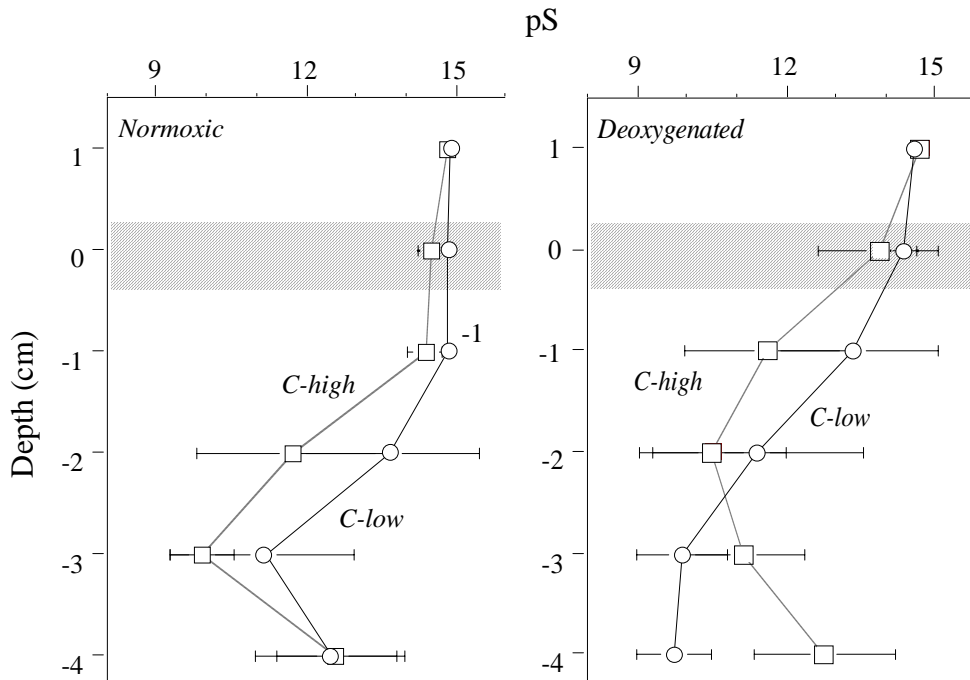 pS
9 12 15
9 12 15
Normoxic
Deoxygenated
Depth (cm)
1
0
-1
-2
-3
-4
C-high
C-low
-1
1
0
-1
-2
-3
-4
C-high
C-low